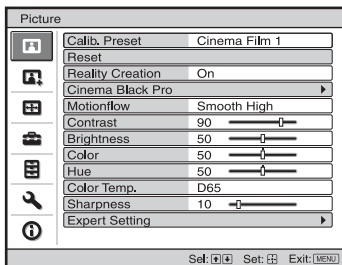 Picture
Calib. Preset Cinema Film 1
Reset
Reality Creation On
Cinema Black Pro
Motionflow Smooth High
Contrast 90
Brightness 50
Color 50
Hue 50
Color Temp. D65
Sharpness 10
Expert Setting
Sel: Set: Exit: MENU